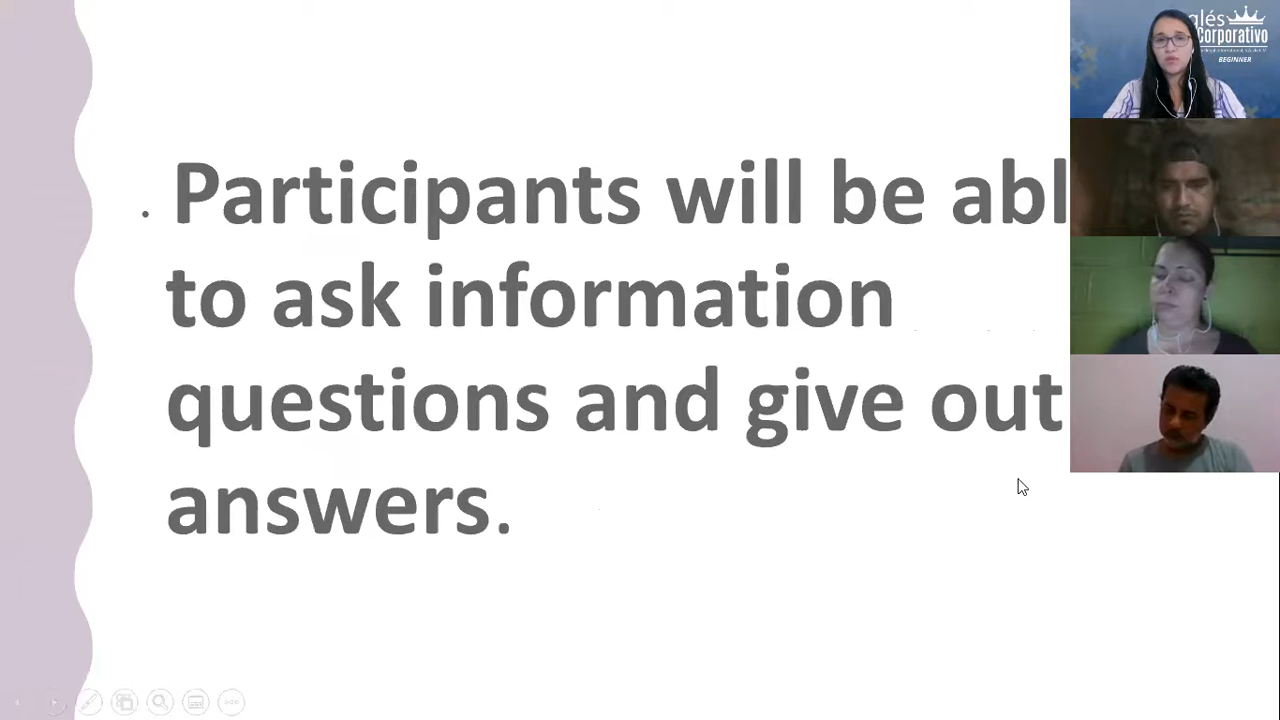 . Participants will be abl
to ask information
questions and give out
answers.
glés
Corporativo
BEGINNER